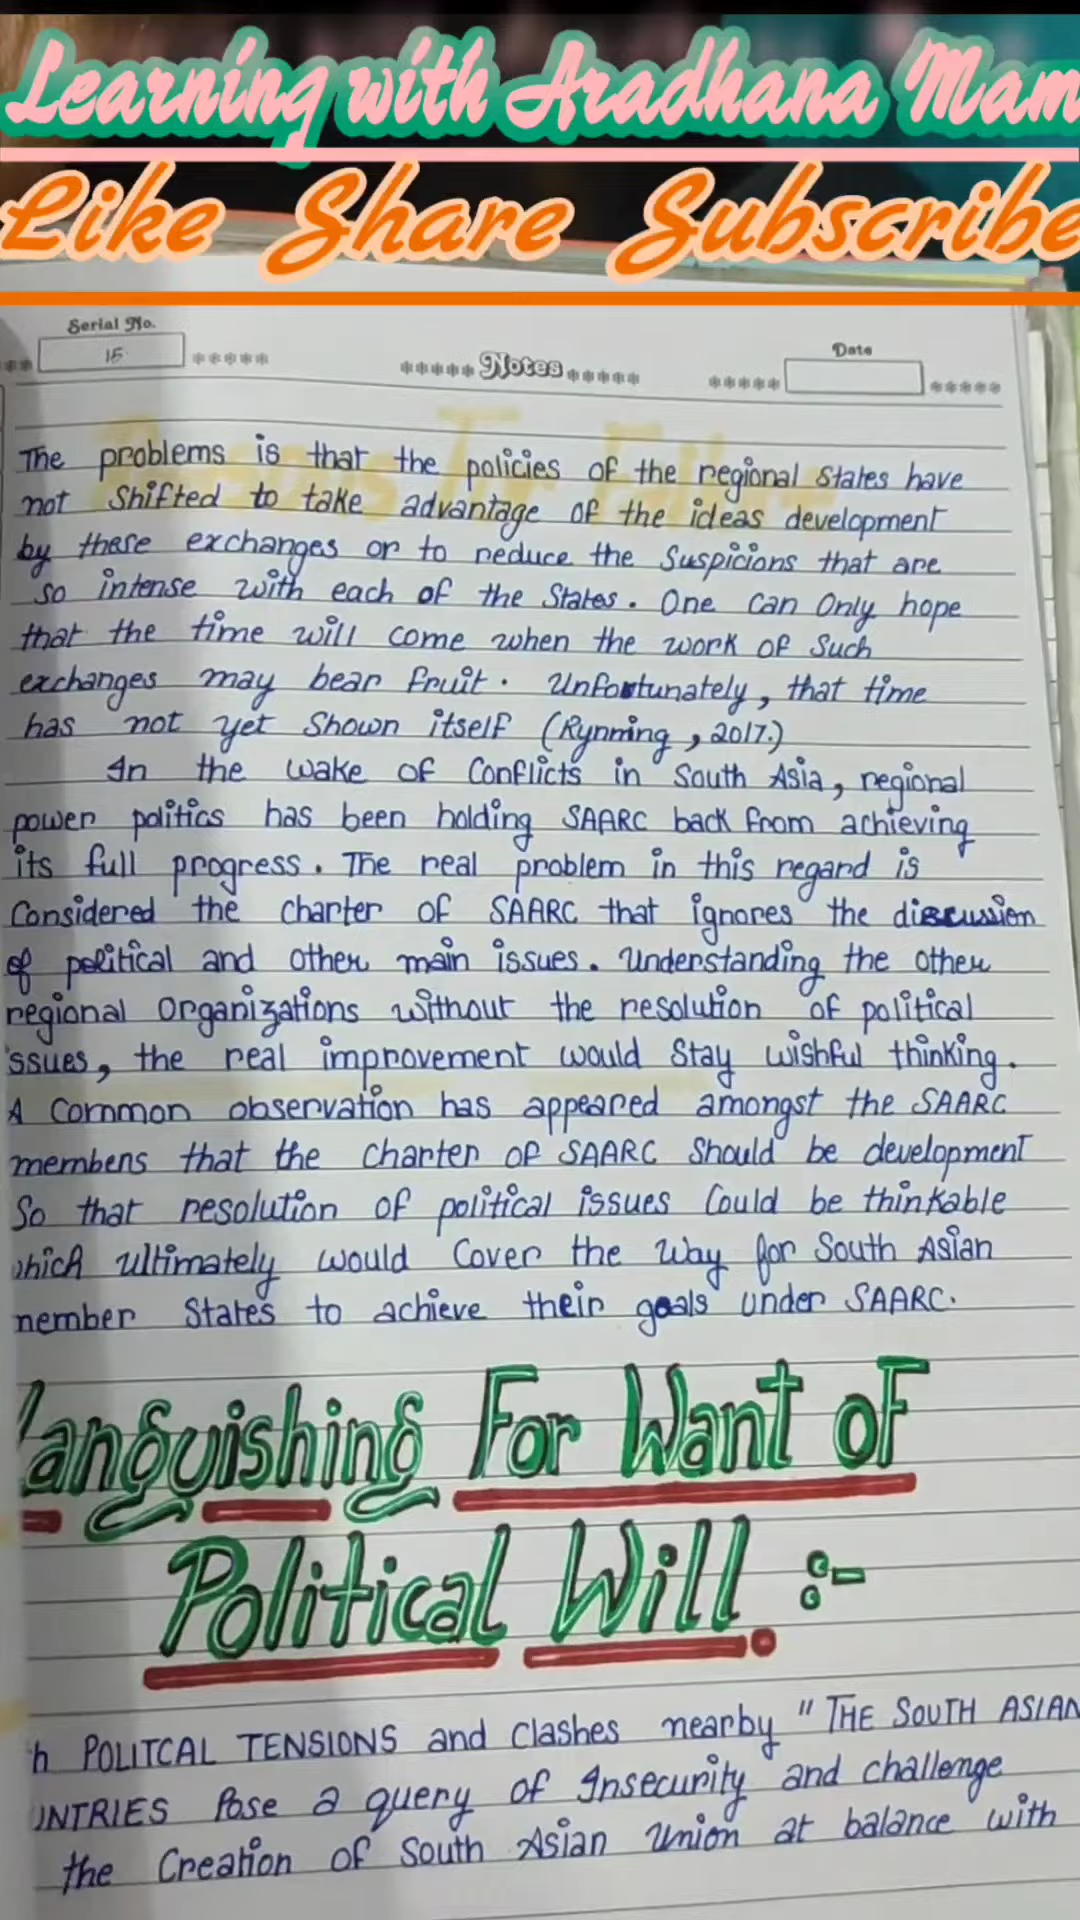 Learning with Aradhana Mam
Like Share Subscribe
Serial No.
15
Notes
Date
The problems is that the policies of the regional States have
not shifted to take advantage of the ideas development
by these exchanges or to reduce the suspicions that are
so intense with each of the States. One can only hope
that the time will come when the work of such
exchanges may bear fruit. Unfortunately, that time
has not yet shown itself (Rynming, 2017.)
In the wake of conflicts in South Asia, regional
power politics has been holding SAARC back from achieving
its full progress. The real problem in this regard is
Considered the charter of SAARC that ignores the discussion
of political and other main issues. Understanding the other
regional organizations without the resolution of political
ssues, the real improvement would stay wishful thinking.
A common observation has appeared amongst the SAARC
members that the charter of SAARC should be development
So that resolution of political issues could be thinkable
which ultimately would cover the way for South Asian
member States to achieve their goals under SAARC.
Languishing For Want of
Political Will :-
h POLITCAL TENSIONS and clashes nearby "THE SOUTH ASIAN
UNTRIES Pose a query of Insecurity and challenge
the Creation of South Asian Union at balance with